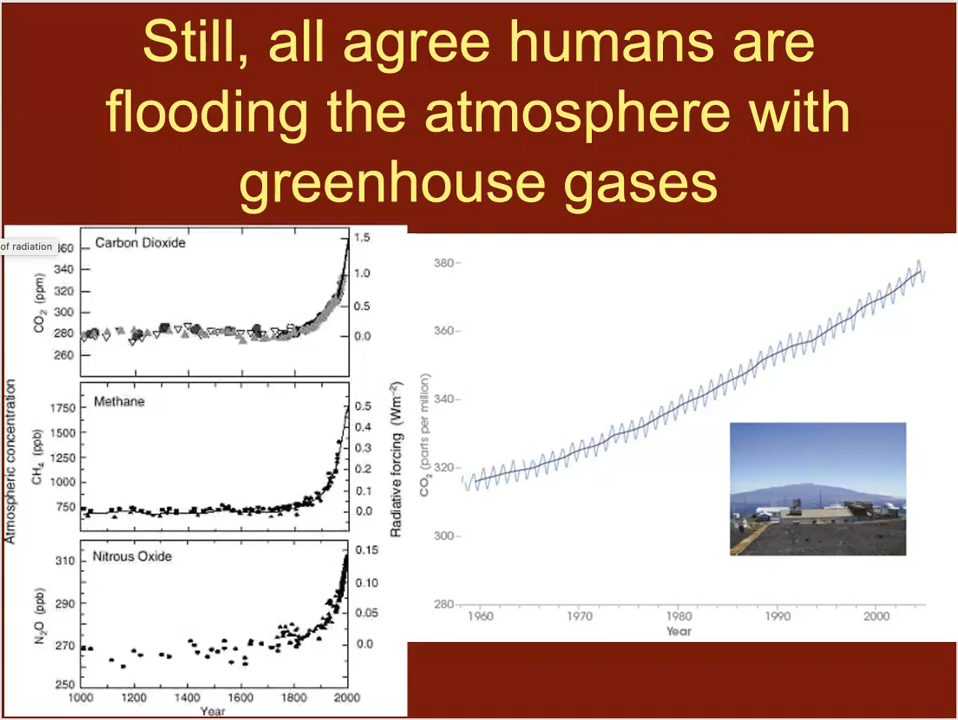 Still, all agree humans are
flooding the atmosphere with
greenhouse gases
of radiation
Atmospheric concentration
Radiative forcing (Wm⁻²)
Carbon Dioxide
CO₂ (ppm)
360
340
320
300
280
260
1.5
1.0
0.5
0.0
Methane
CH₄ (ppb)
1750
1500
1250
1000
750
0.5
0.4
0.3
0.2
0.1
0.0
Nitrous Oxide
N₂O (ppb)
310
290
270
250
0.15
0.10
0.05
0.0
1000 1200 1400 1600 1800 2000
Year
CO₂ (parts per million)
380
360
340
320
300
280
1960 1970 1980 1990 2000
Year